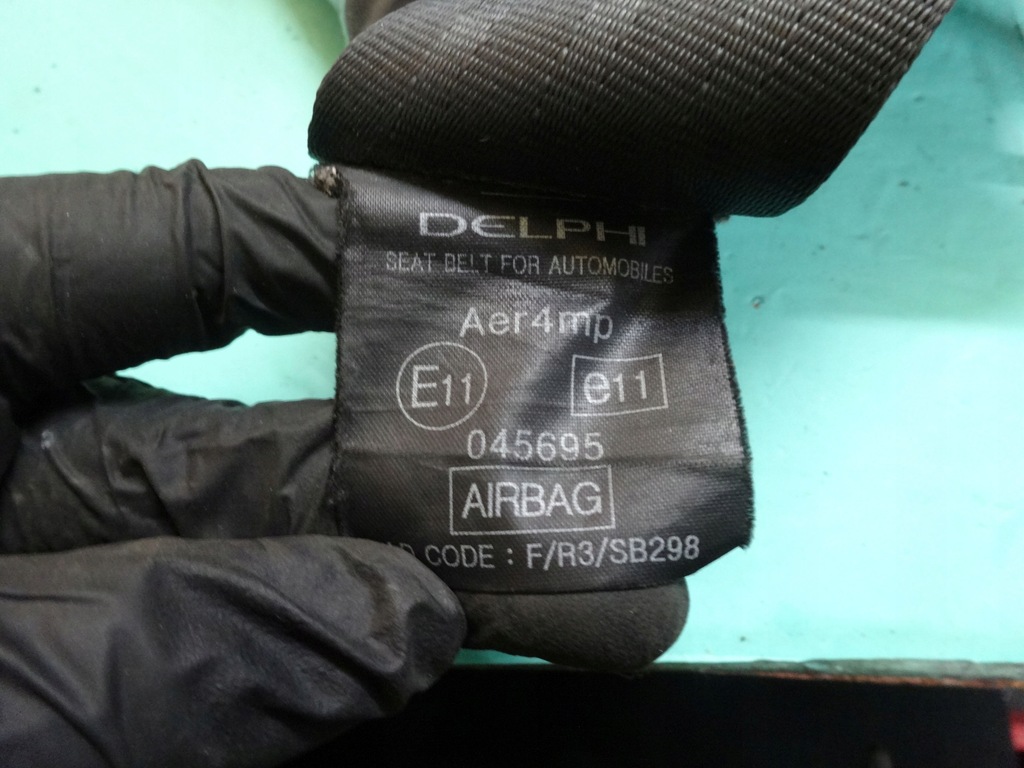 DELPHI
SEAT BELT FOR AUTOMOBILES
Aer4mp
E11 e11
045695
AIRBAG
CODE : F/R3/SB298